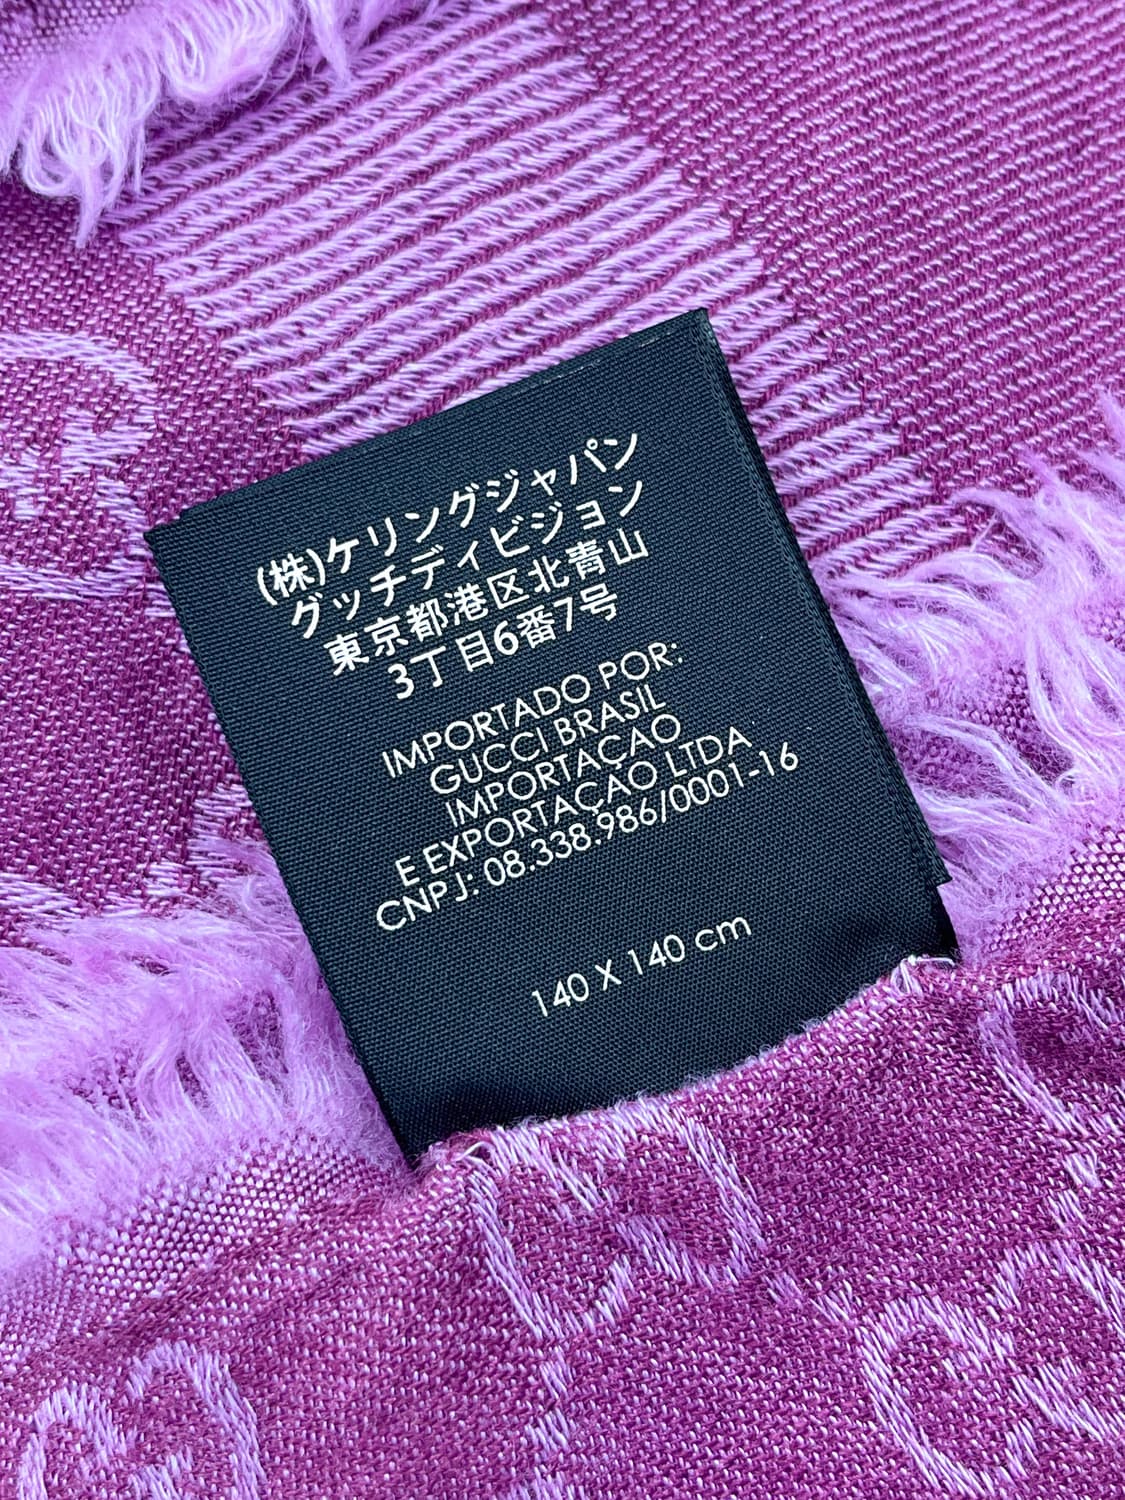 (株)ケリングジャパン
グッチディビジョン
東京都港区北青山
3丁目6番7号
IMPORTADO POR:
GUCCI BRASIL
IMPORTAÇAO
E EXPORTAÇAO LTDA
CNPJ: 08.338.986/0001-16
140 X 140 cm